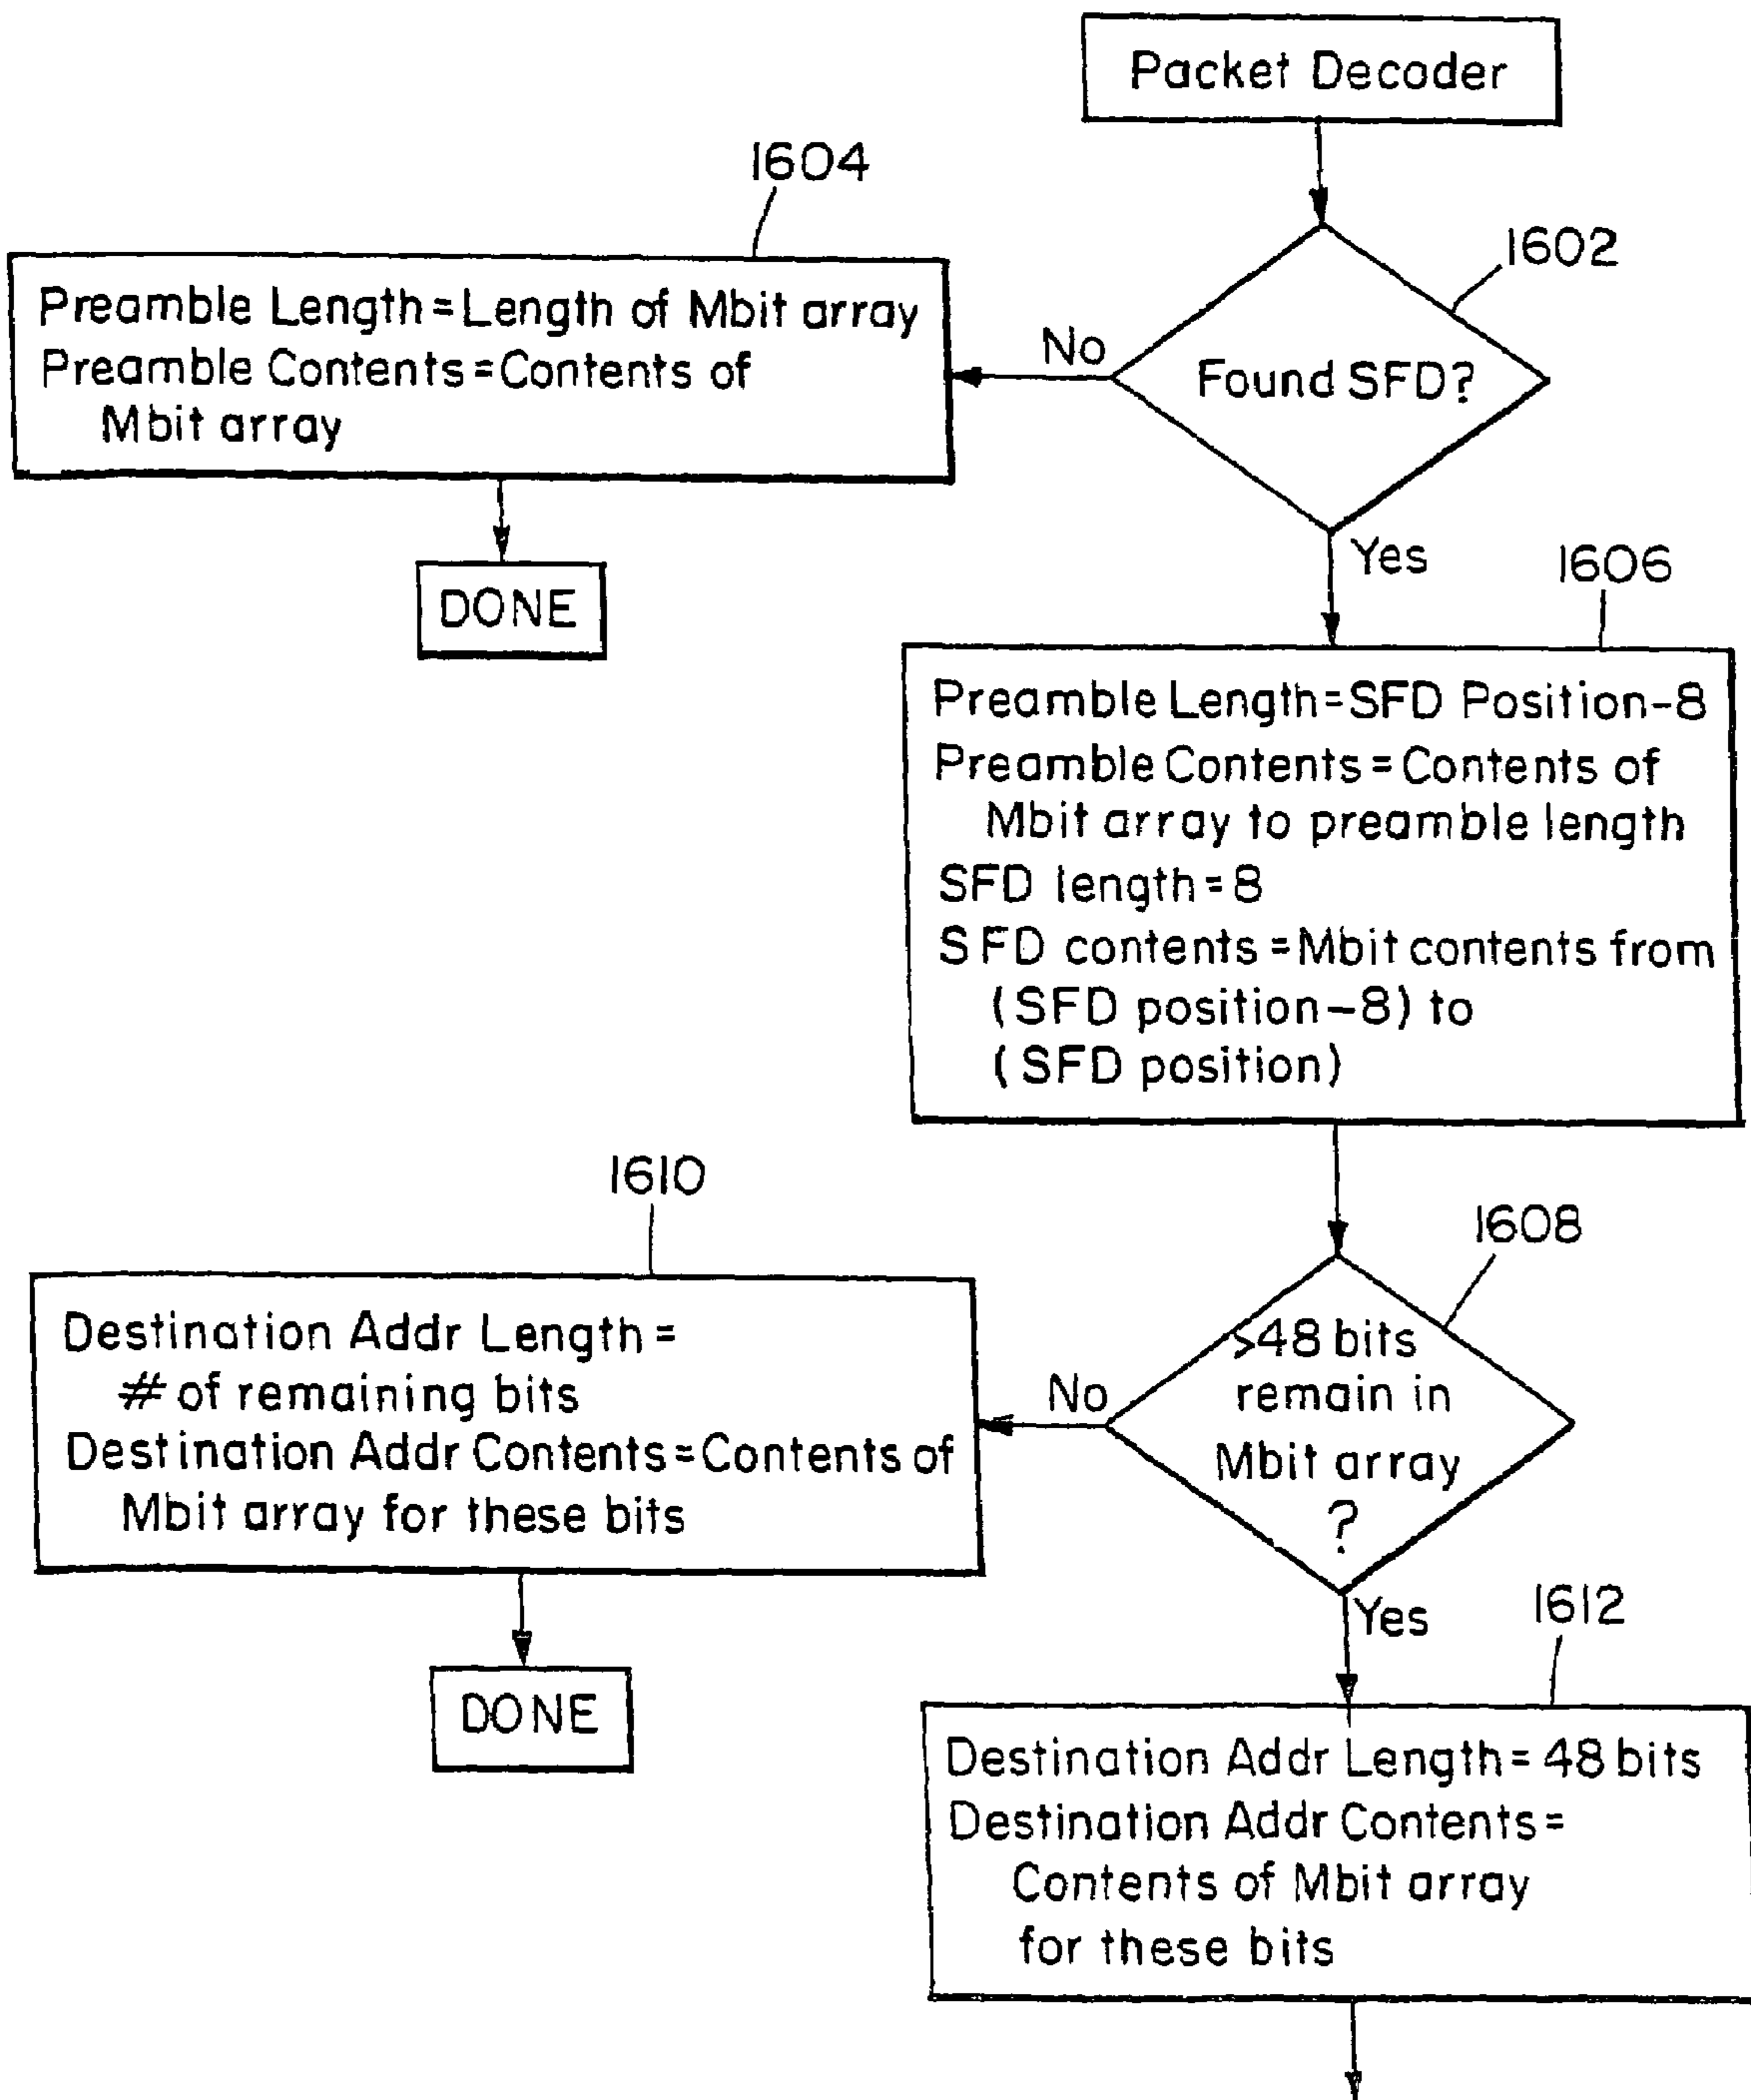 Packet Decoder
1604
1602
Preamble Length=Length of Mbit array
Preamble Contents=Contents of
Mbit array
No
Found SFD?
DONE
Yes
1606
Preamble Length=SFD Position-8
Preamble Contents=Contents of
Mbit array to preamble length
SFD length=8
SFD contents=Mbit contents from
(SFD position-8) to
(SFD position)
1610
1608
Destination Addr Length=
# of remaining bits
Destination Addr Contents=Contents of
Mbit array for these bits
No
>48 bits
remain in
Mbit array
?
DONE
Yes
1612
Destination Addr Length=48 bits
Destination Addr Contents=
Contents of Mbit array
for these bits